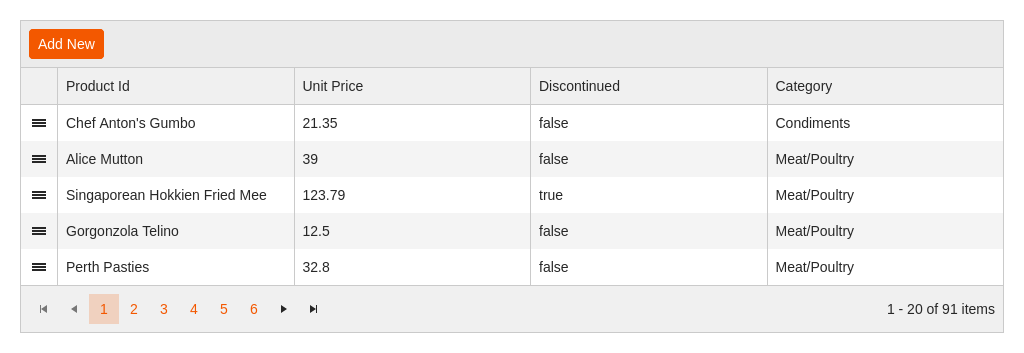 Add New
Product Id Unit Price Discontinued Category
Chef Anton's Gumbo 21.35 false Condiments
Alice Mutton 39 false Meat/Poultry
Singaporean Hokkien Fried Mee 123.79 true Meat/Poultry
Gorgonzola Telino 12.5 false Meat/Poultry
Perth Pasties 32.8 false Meat/Poultry
1 2 3 4 5 6 1 - 20 of 91 items